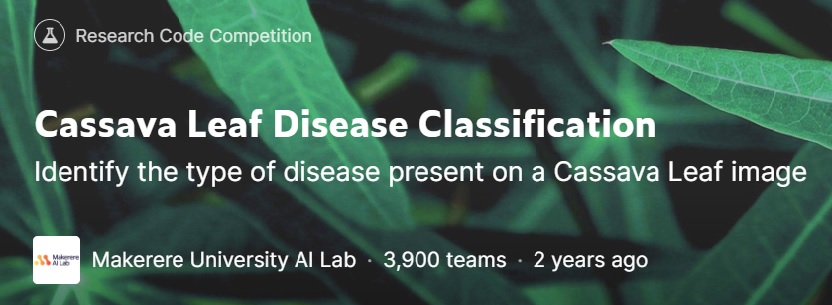 Research Code Competition
Cassava Leaf Disease Classification
Identify the type of disease present on a Cassava Leaf image
Makerere AI Lab
Makerere University AI Lab · 3,900 teams · 2 years ago